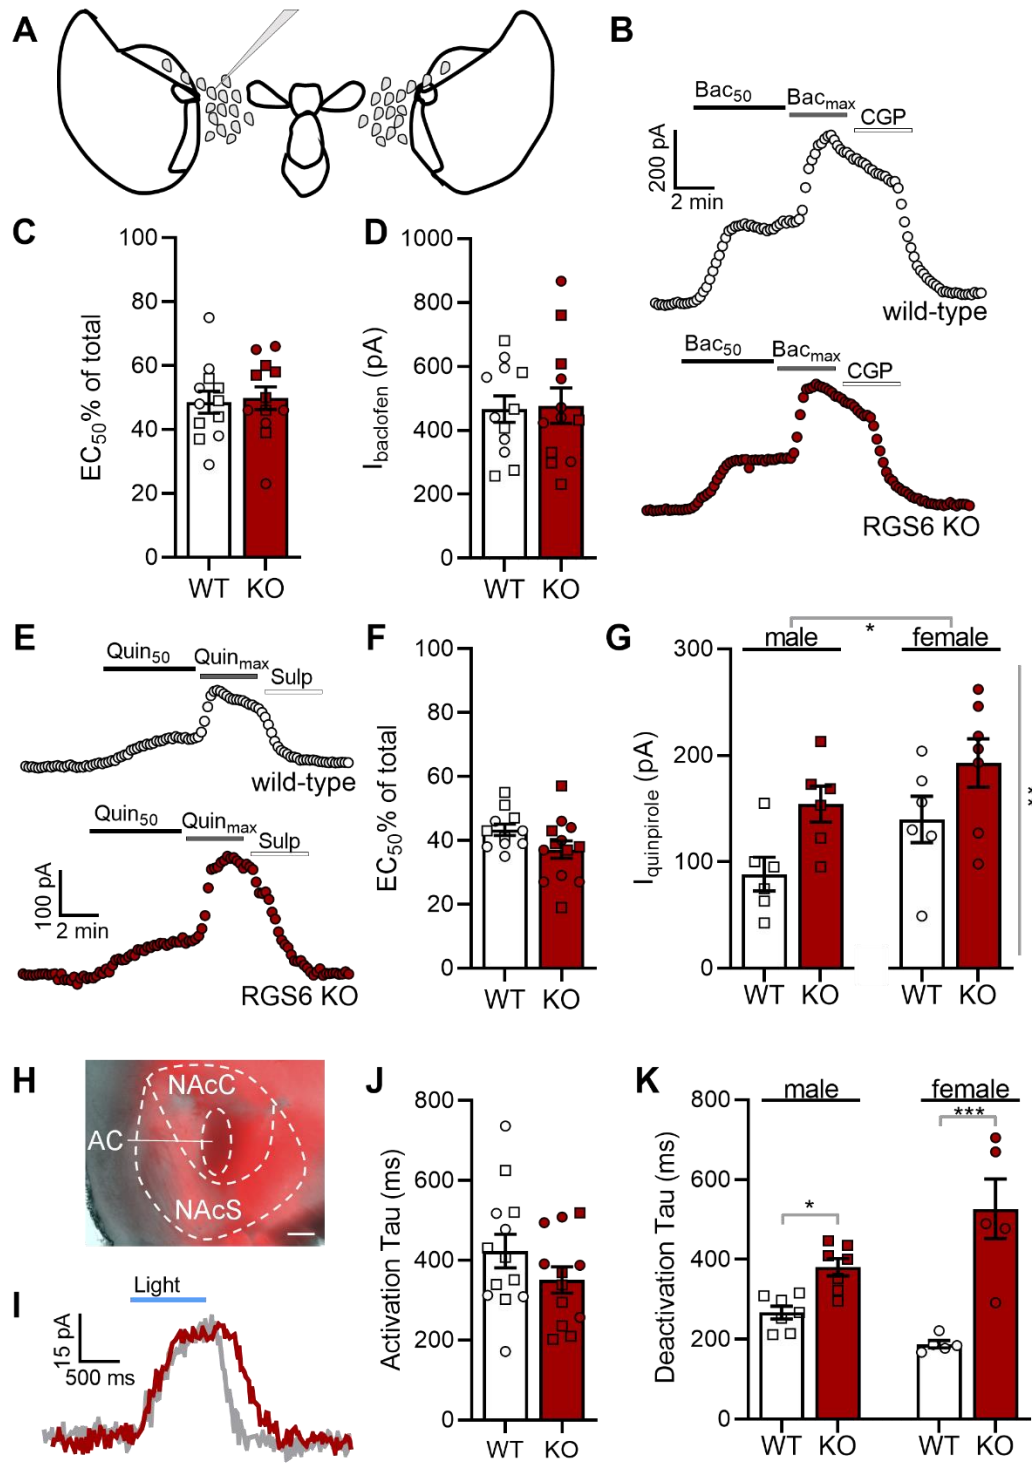 A
B
Bac50
Bacmax
CGP
200 pA
2 min
wild-type
Bac50
Bacmax
CGP
RGS6 KO
C
EC50% of total
100
80
60
40
20
0
WT KO
D
Ibaclofen (pA)
1000
800
600
400
200
0
WT KO
E
Quin50
Quinmax
Sulp
wild-type
Quin50
Quinmax
Sulp
100 pA
2 min
RGS6 KO
F
EC50% of total
100
80
60
40
20
0
WT KO
G
male * female
Iquinpirole (pA)
300
200
100
0
**
WT KO WT KO
H
NAcC
AC
NAcS
I
Light
15 pA
500 ms
J
Activation Tau (ms)
800
600
400
200
0
WT KO
K
male female
Deactivation Tau (ms)
800
600
400
200
0
*
***
WT KO WT KO